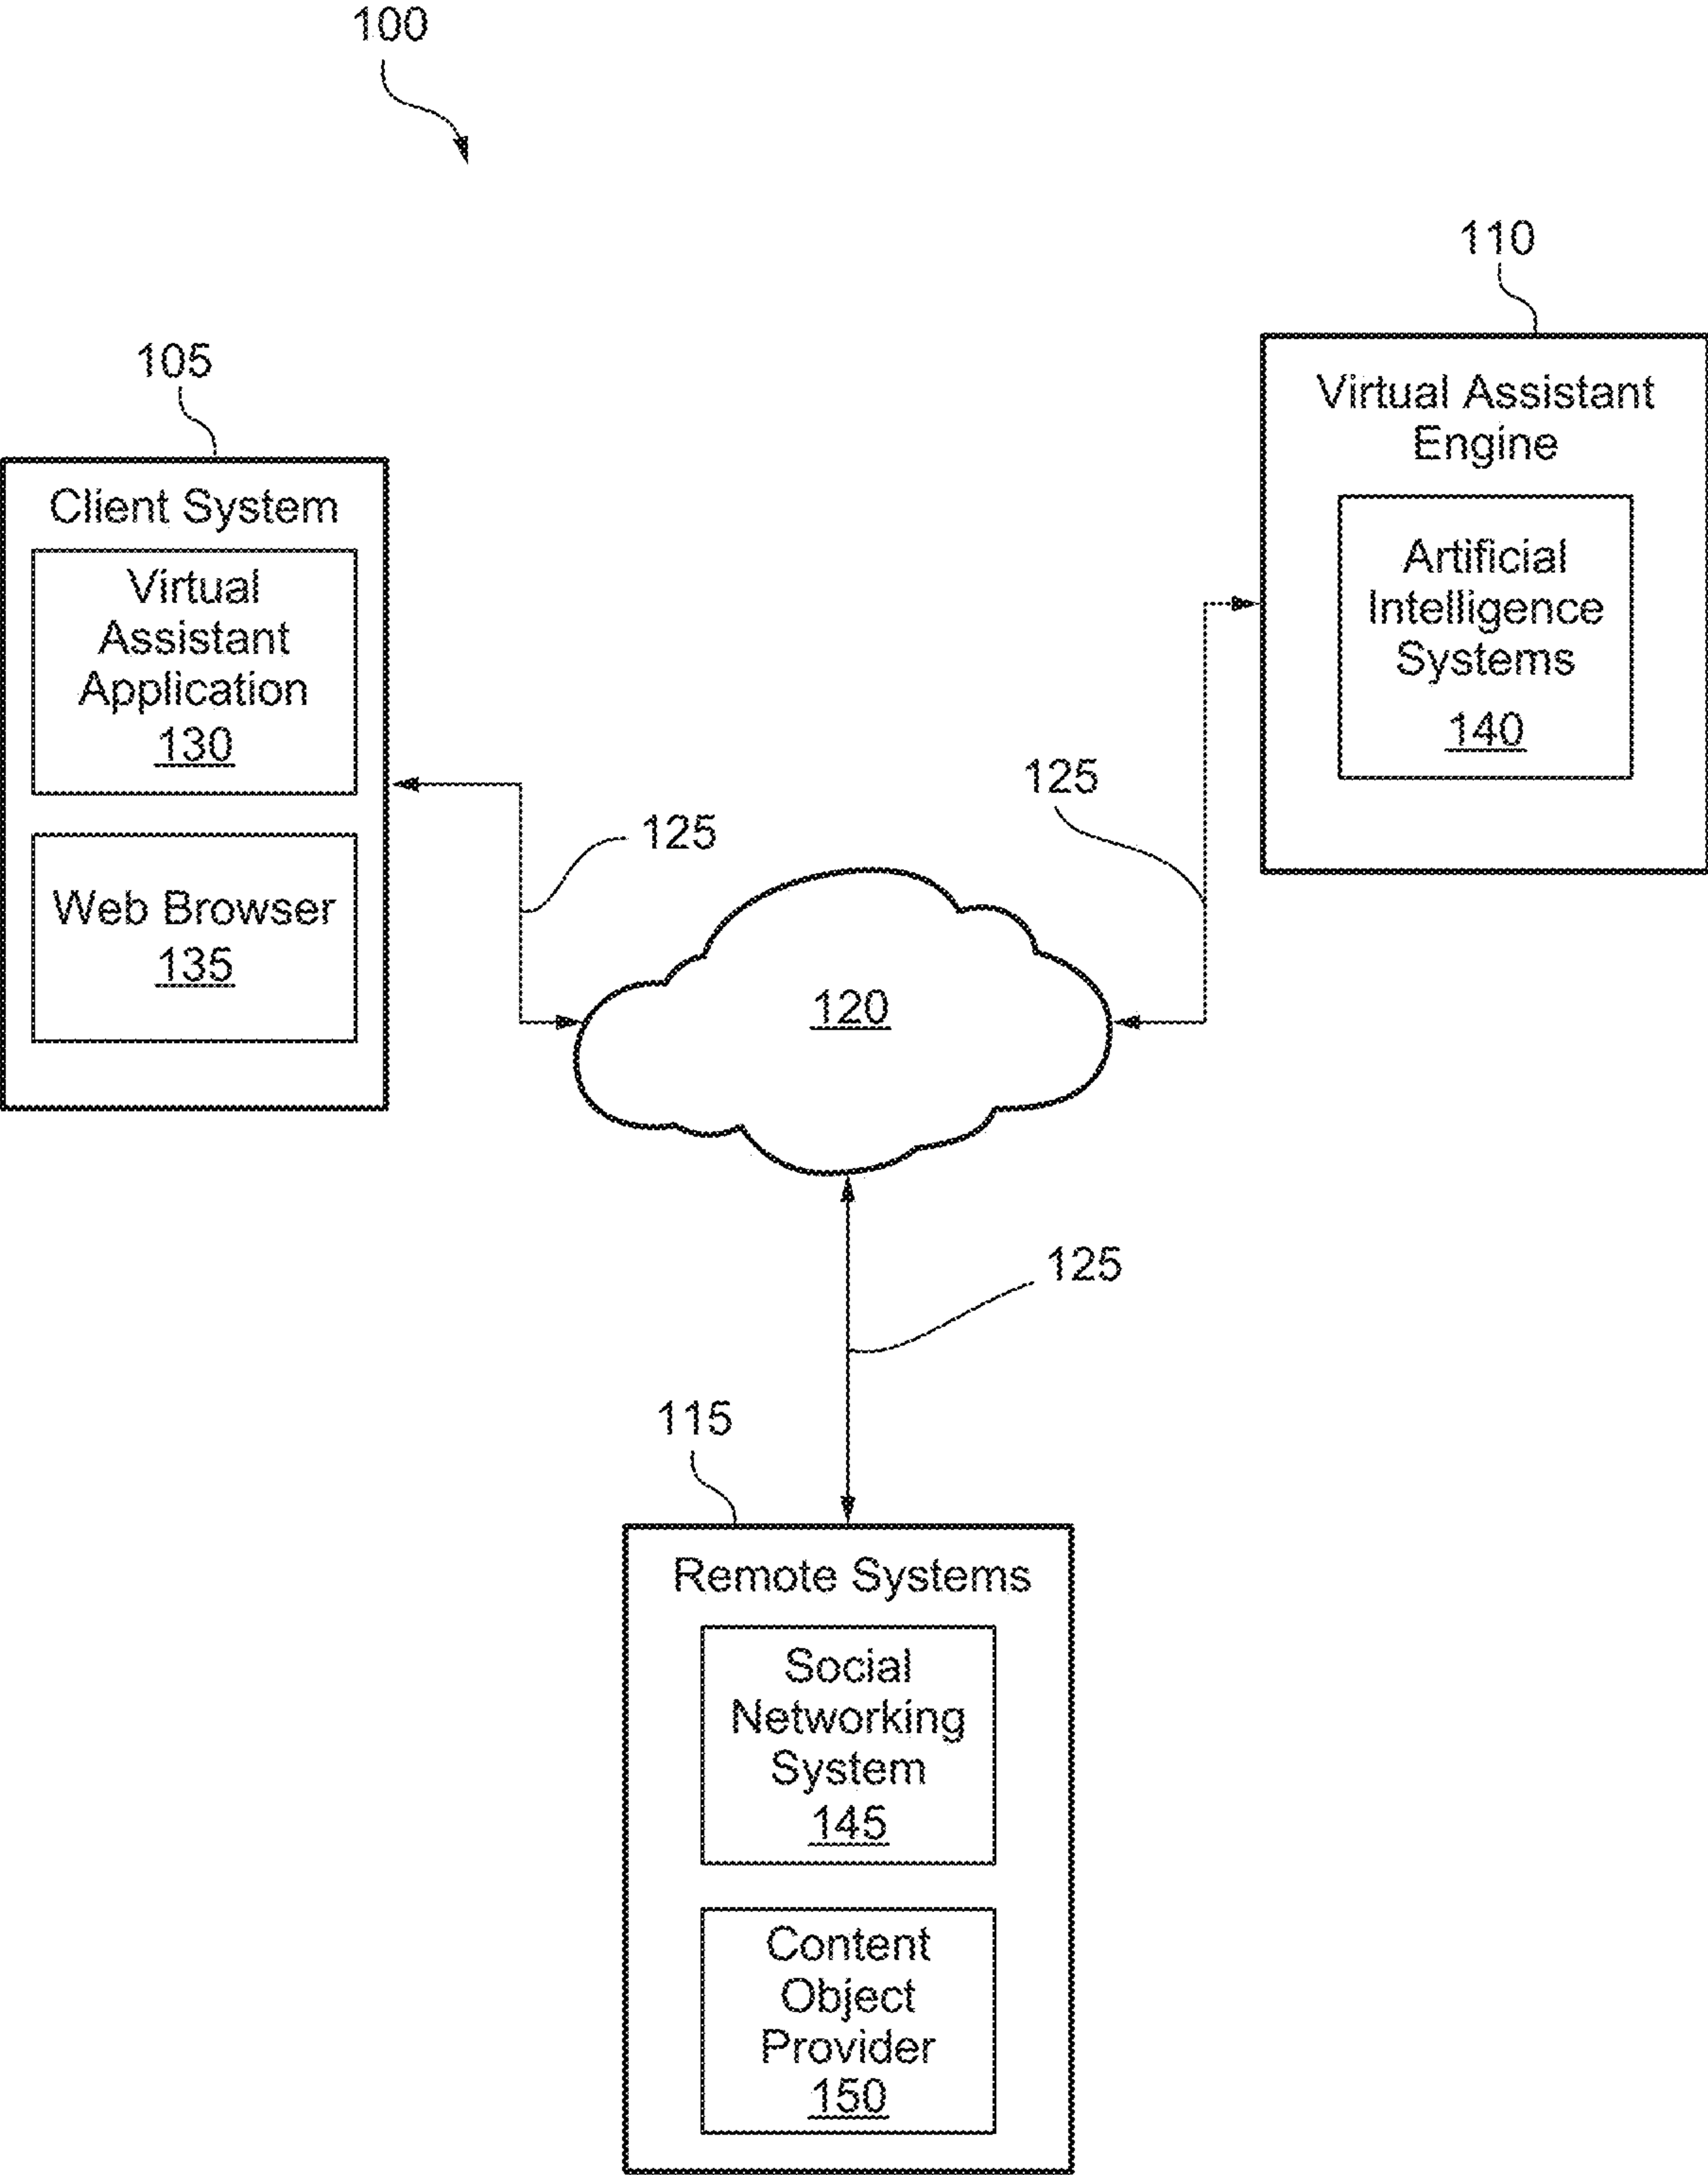 100
110
Virtual Assistant
Engine
Artificial
Intelligence
Systems
140
105
Client System
Virtual
Assistant
Application
130
Web Browser
135
125
125
120
125
115
Remote Systems
Social
Networking
System
145
Content
Object
Provider
150